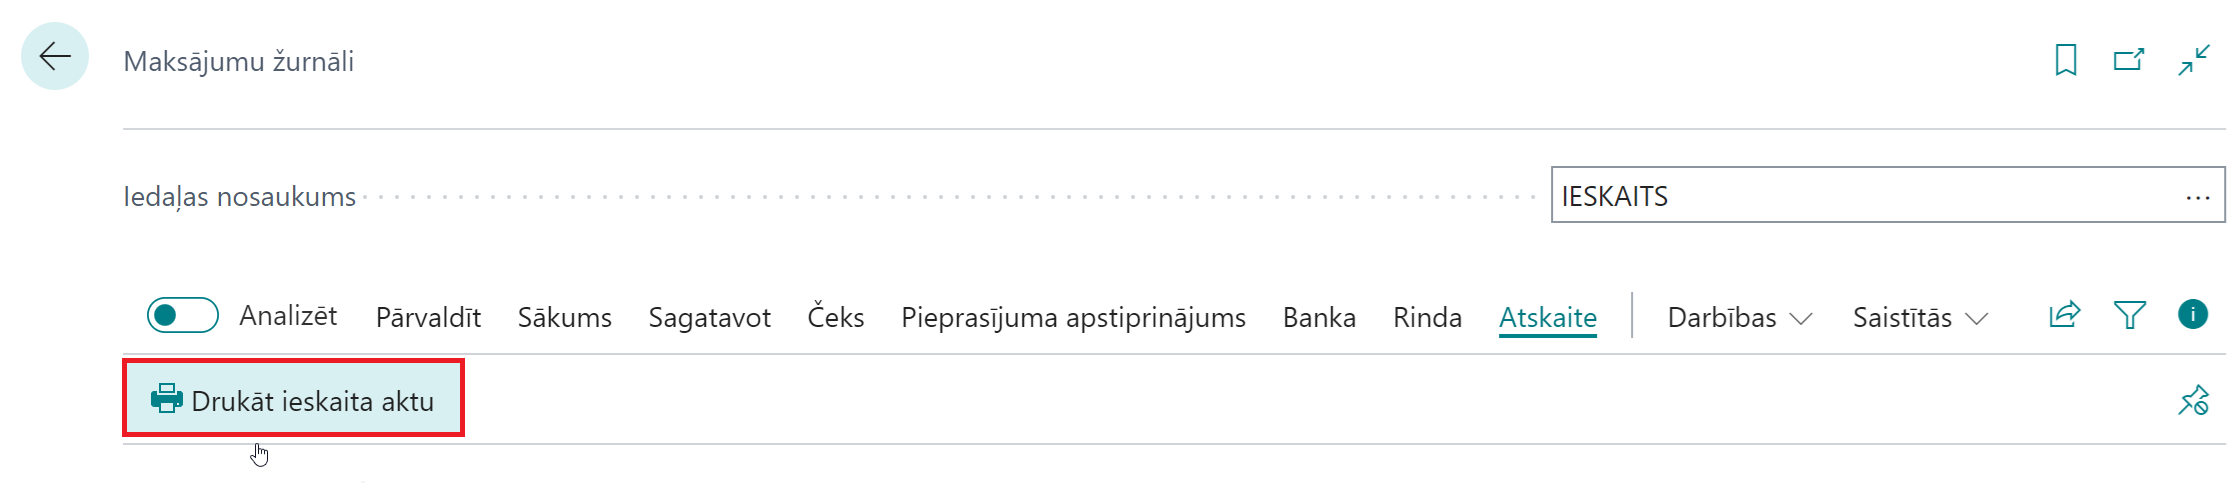 Maksājumu žurnāli
Iedaļas nosaukums IESKAITS ...
Analizēt Pārvaldīt Sākums Sagatavot Čeks Pieprasījuma apstiprinājums Banka Rinda Atskaite Darbības Saistītās
Drukāt ieskaita aktu